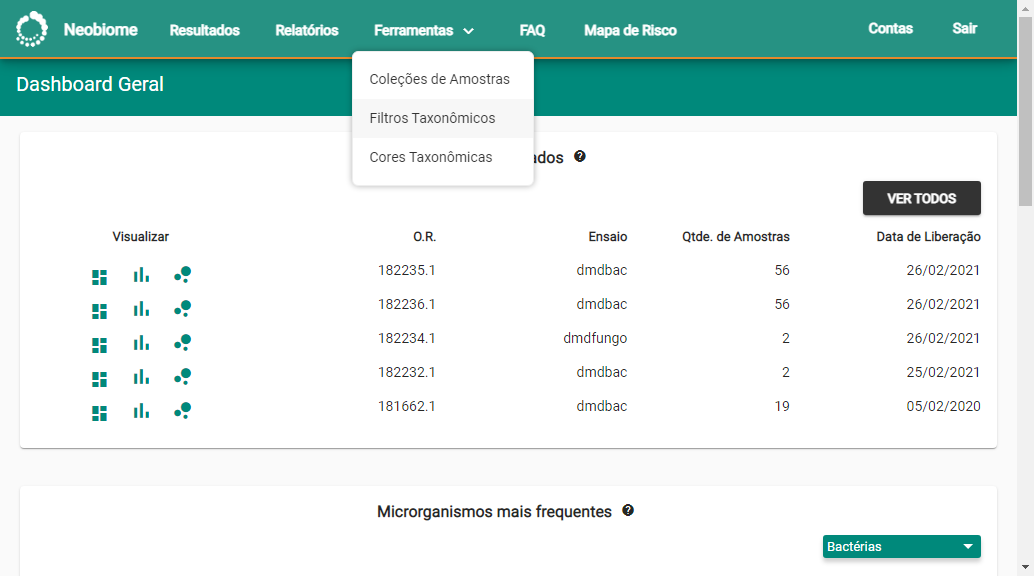 Neobiome Resultados Relatórios Ferramentas FAQ Mapa de Risco Contas Sair
Dashboard Geral
Coleções de Amostras
Filtros Taxonômicos
Cores Taxonômicas
VER TODOS
Visualizar O.R. Ensaio Qtde. de Amostras Data de Liberação
182235.1 dmdbac 56 26/02/2021
182236.1 dmdbac 56 26/02/2021
182234.1 dmdfungo 2 26/02/2021
182232.1 dmdbac 2 25/02/2021
181662.1 dmdbac 19 05/02/2020
Microrganismos mais frequentes ?
Bactérias